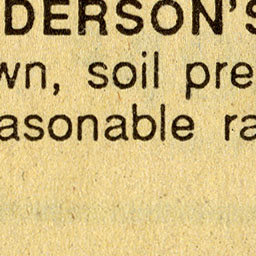 DERSON'S
wn, soil pre
asonable ra